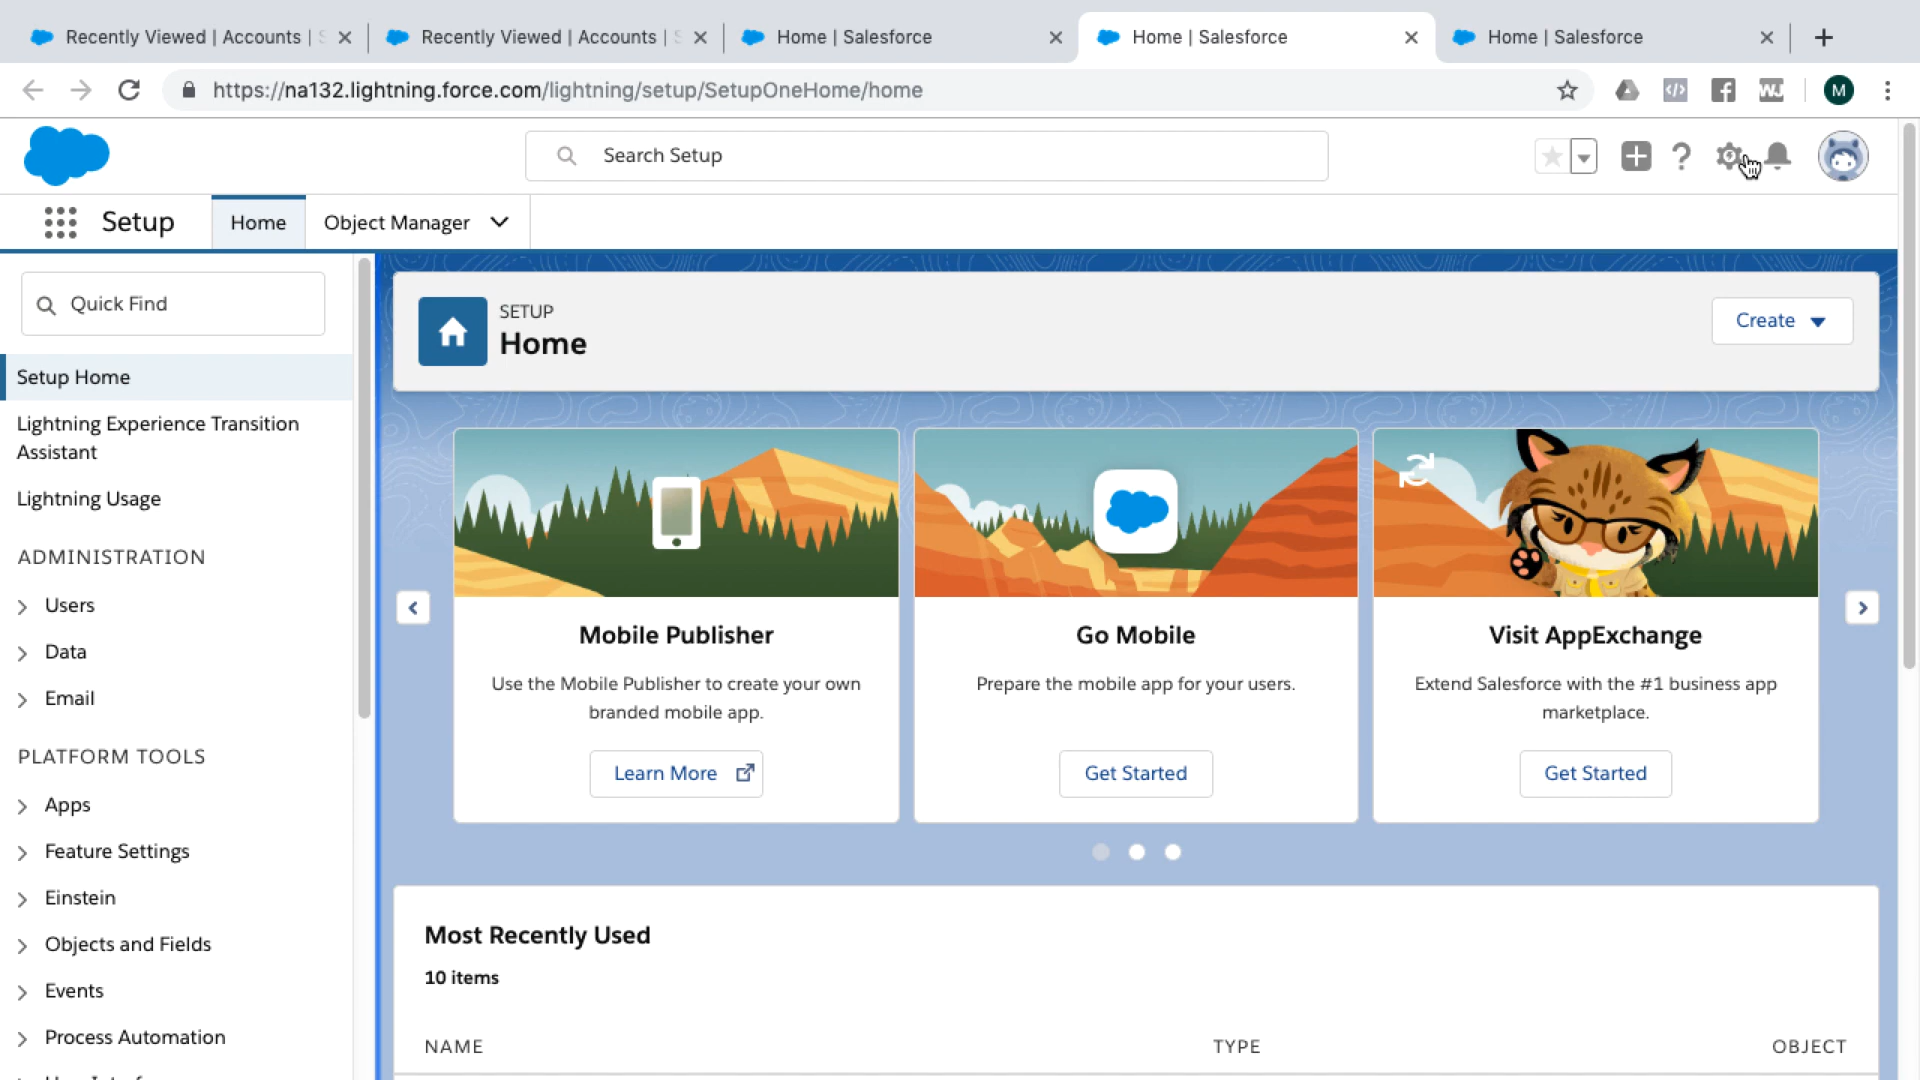 Recently Viewed | Accounts | S
Recently Viewed | Accounts | S
Home | Salesforce
Home | Salesforce
Home | Salesforce
https://na132.lightning.force.com/lightning/setup/SetupOneHome/home
M
Search Setup
Setup
Home
Object Manager
Quick Find
Setup Home
Lightning Experience Transition
Assistant
Lightning Usage
ADMINISTRATION
Users
Data
Email
PLATFORM TOOLS
Apps
Feature Settings
Einstein
Objects and Fields
Events
Process Automation
SETUP
Home
Create
Mobile Publisher
Use the Mobile Publisher to create your own
branded mobile app.
Learn More
Go Mobile
Prepare the mobile app for your users.
Get Started
Visit AppExchange
Extend Salesforce with the #1 business app
marketplace.
Get Started
Most Recently Used
10 items
NAME
TYPE
OBJECT